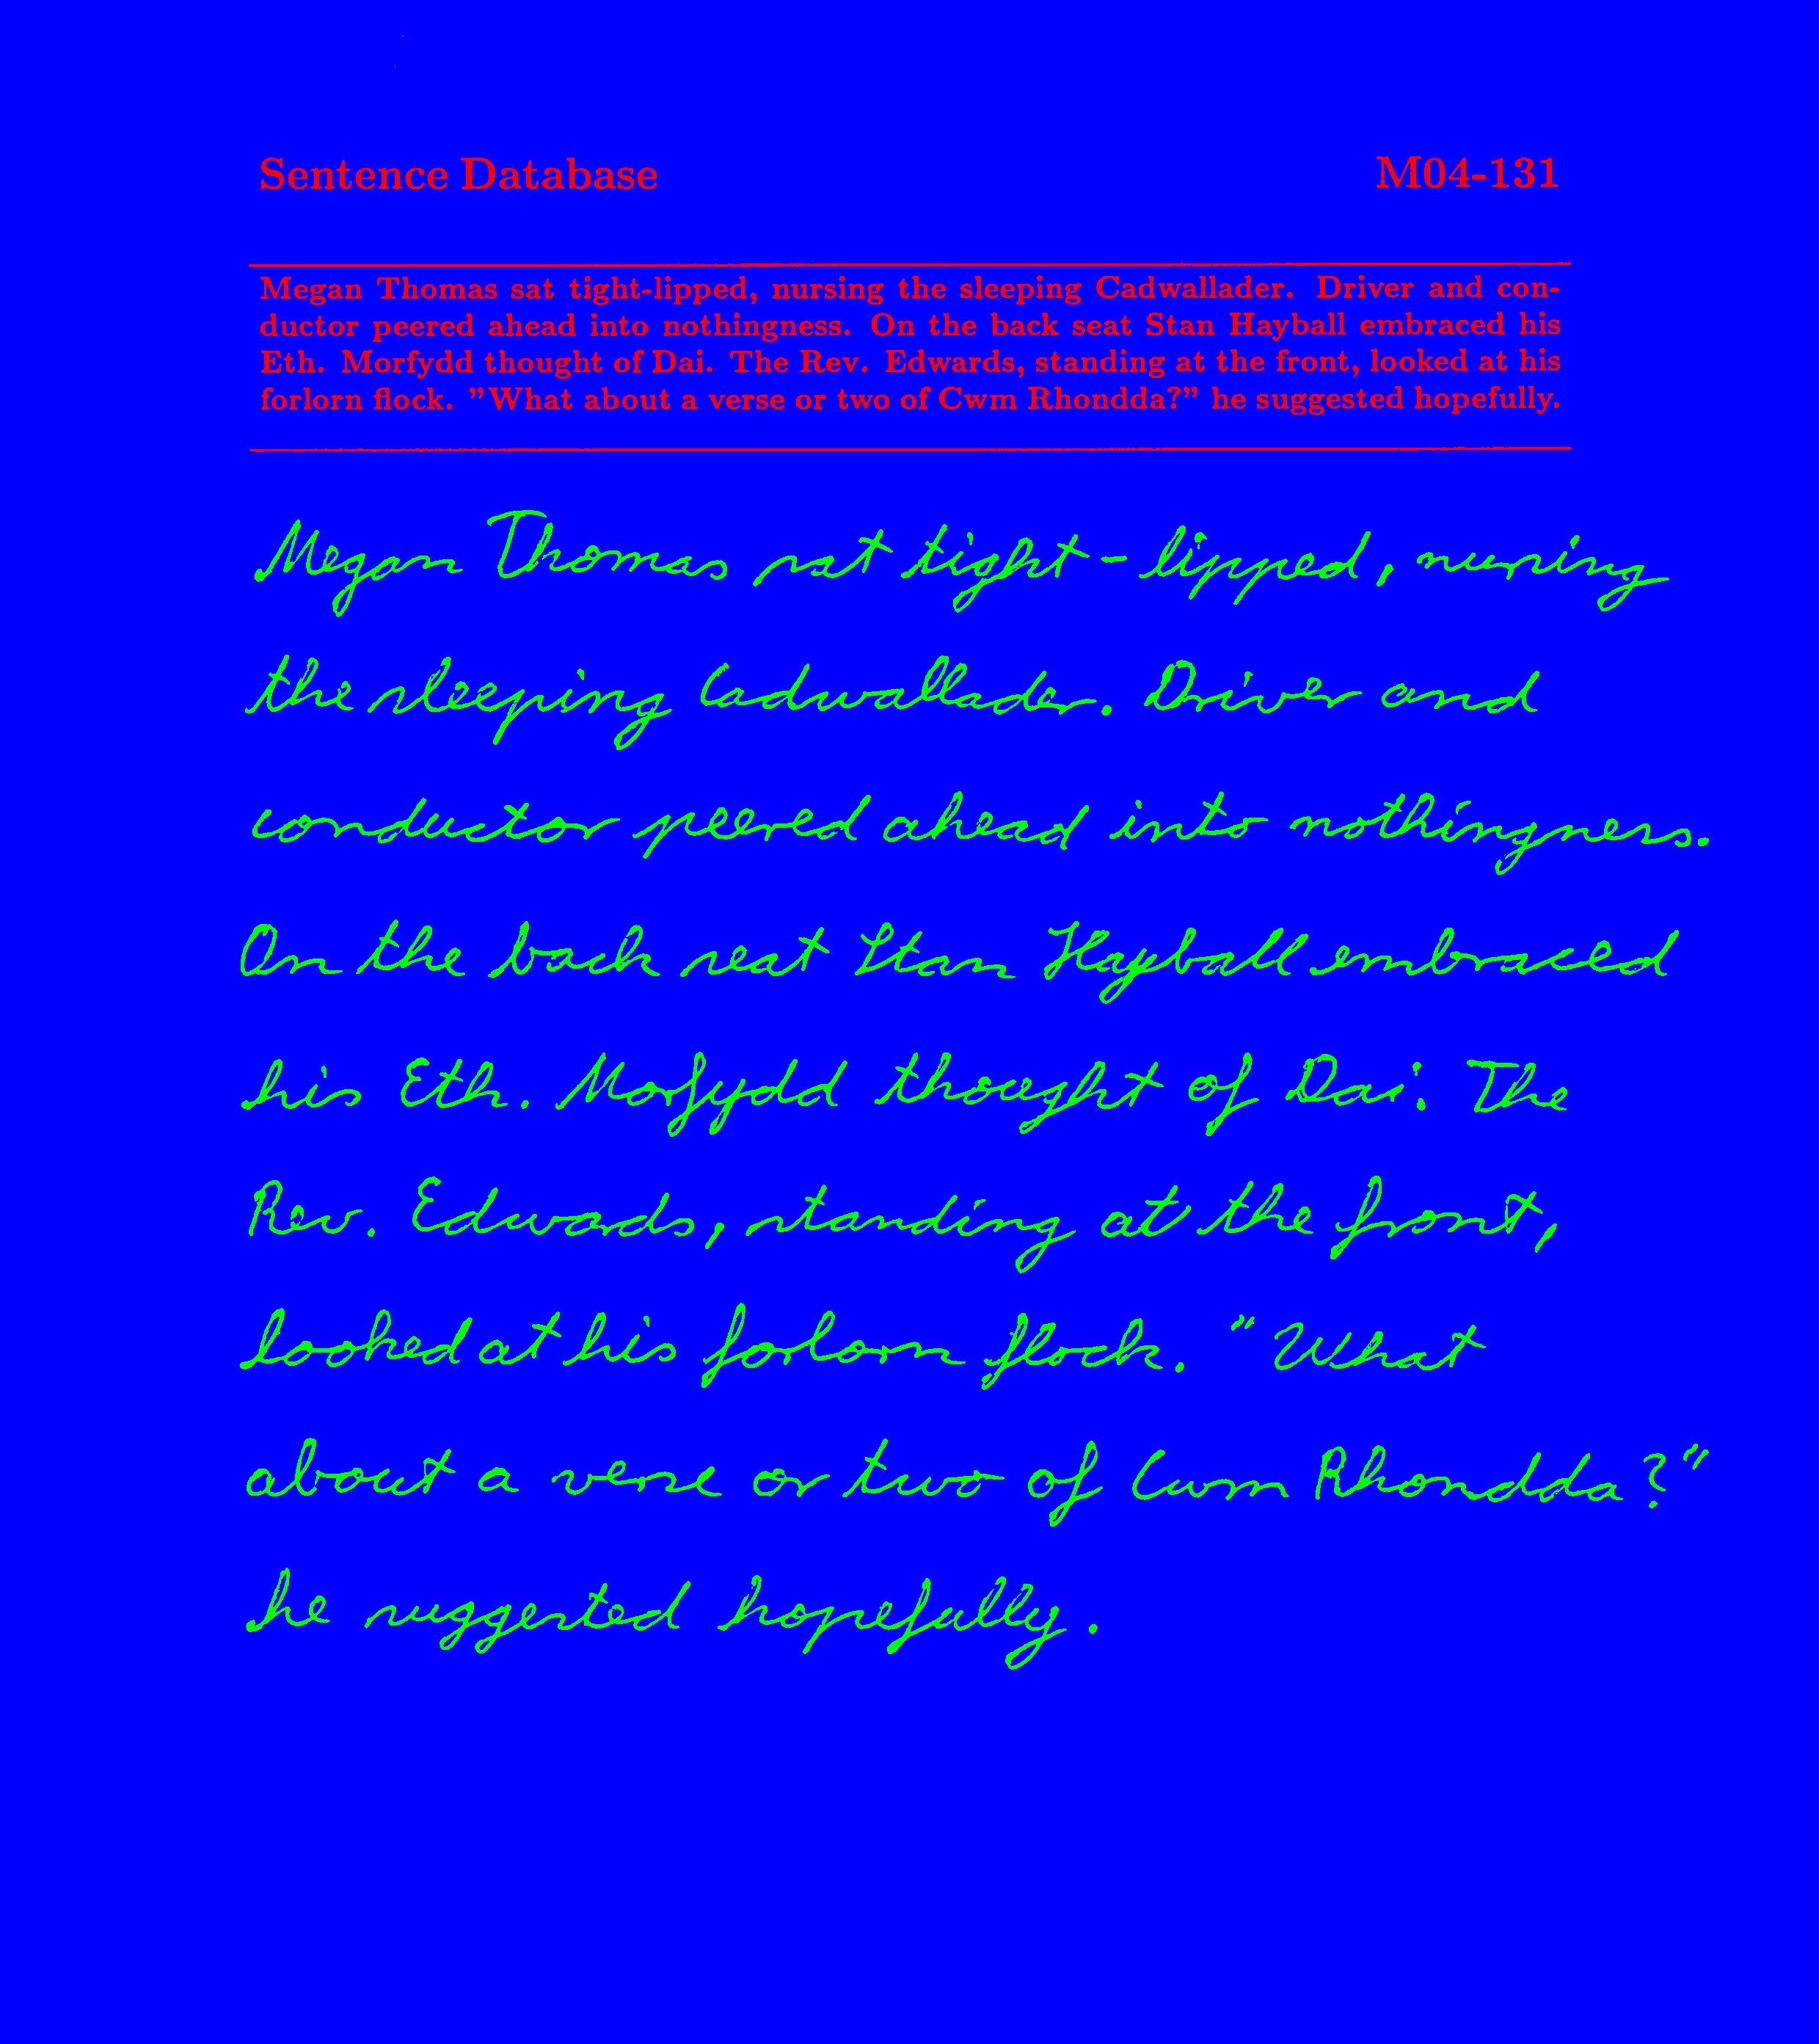 Sentence Database M04-131
Megan Thomas sat tight-lipped, nursing the sleeping Cadwallader. Driver and con-
ductor peered ahead into nothingness. On the back seat Stan Hayball embraced his
Eth. Morfydd thought of Dai. The Rev. Edwards, standing at the front, looked at his
forlorn flock. "What about a verse or two of Cwm Rhondda?" he suggested hopefully.
Megan Thomas sat tight-lipped, nursing
the sleeping Cadwallader. Driver and
conductor peered ahead into nothingness.
On the back seat Stan Hayball embraced
his Eth. Morfydd thought of Dai. The
Rev. Edwards, standing at the front,
looked at his forlorn flock. "What
about a verse or two of Cwm Rhondda?"
he suggested hopefully.